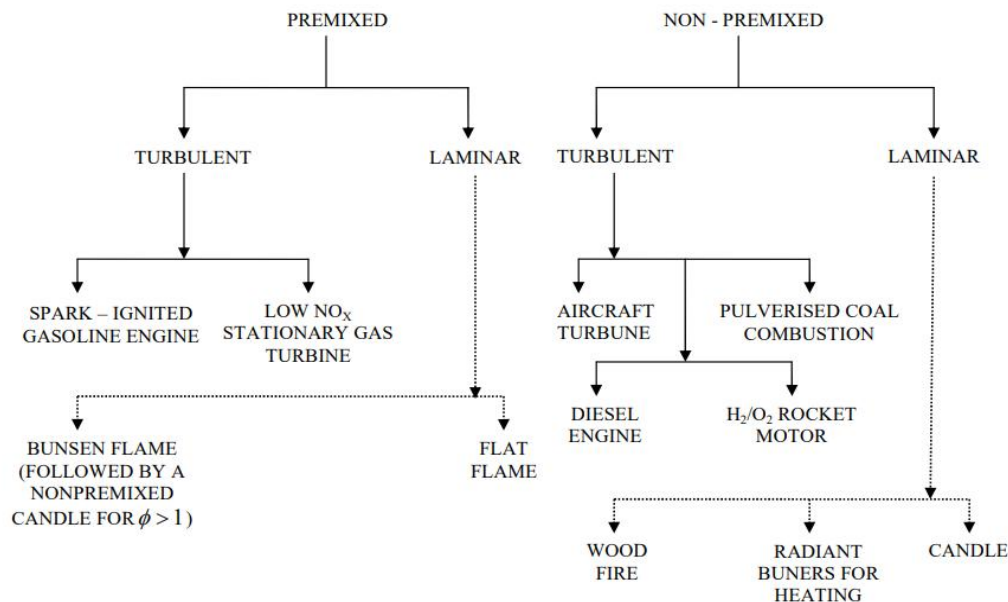 PREMIXED
NON - PREMIXED
TURBULENT
LAMINAR
TURBULENT
LAMINAR
SPARK – IGNITED
GASOLINE ENGINE
LOW NOX
STATIONARY GAS
TURBINE
AIRCRAFT
TURBUNE
PULVERISED COAL
COMBUSTION
DIESEL
ENGINE
H2/O2 ROCKET
MOTOR
BUNSEN FLAME
(FOLLOWED BY A
NONPREMIXED
CANDLE FOR ϕ > 1 )
FLAT
FLAME
WOOD
FIRE
RADIANT
BUNERS FOR
HEATING
CANDLE